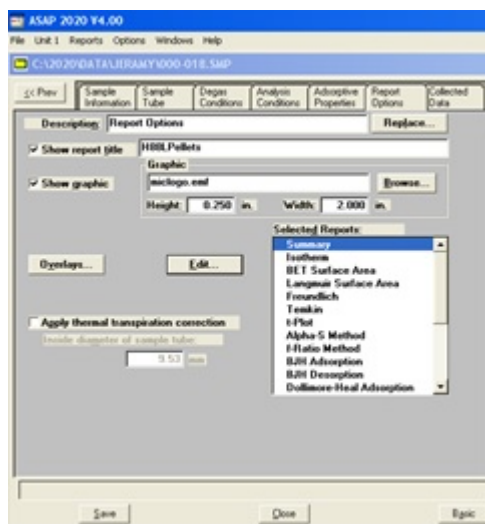 ASAP 2020 V4.00
File Unit 1 Reports Options Windows Help
C:\2020\DATA\JERAMY\000-018.SMP
<< Prev
Sample Information
Sample Tube
Degas Conditions
Analysis Conditions
Adsorptive Properties
Report Options
Collected Data
Description: Report Options
Replace...
Show report title
H88LPellets
Graphic
Show graphic
miclogo.emf
Browse...
Height: 0.250 in. Width: 2.000 in.
Selected Reports:
Summary
Isotherm
BET Surface Area
Langmuir Surface Area
Freundlich
Temkin
t-Plot
Alpha-S Method
f-Ratio Method
BJH Adsorption
BJH Desorption
Dollimore-Heal Adsorption
Overlays...
Edit...
Apply thermal transpiration correction
Inside diameter of sample tube:
9.53 mm
Save
Close
Basic